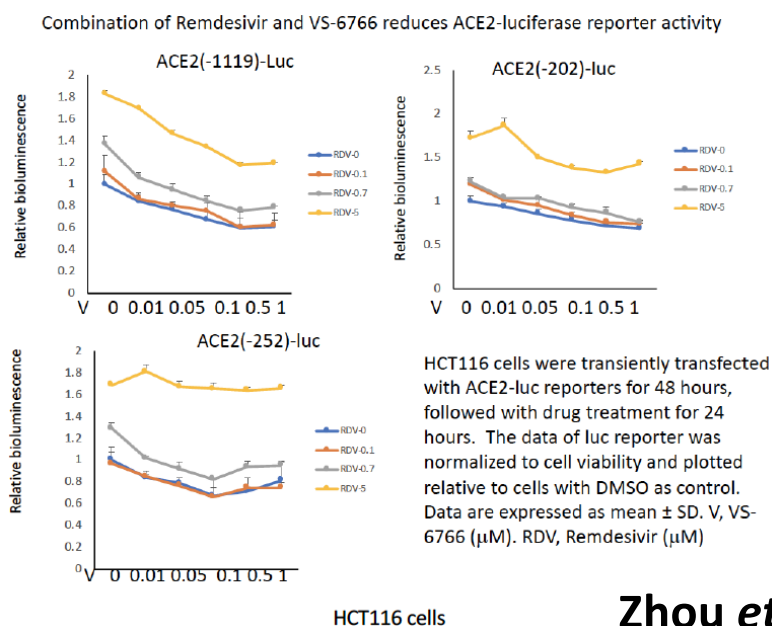 Combination of Remdesivir and VS-6766 reduces ACE2-luciferase reporter activity
ACE2(-1119)-Luc
Relative bioluminescence
2
1.8
1.6
1.4
1.2
1
0.8
0.6
0.4
0.2
0
RDV-0
RDV-0.1
RDV-0.7
RDV-5
V 0 0.01 0.05 0.1 0.5 1
ACE2(-202)-luc
Relative bioluminescence
2.5
2
1.5
1
0.5
0
RDV-0
RDV-0.1
RDV-0.7
RDV-5
V 0 0.01 0.05 0.1 0.5 1
ACE2(-252)-luc
Relative bioluminescence
2
1.8
1.6
1.4
1.2
1
0.8
0.6
0.4
0.2
0
RDV-0
RDV-0.1
RDV-0.7
RDV-5
V 0 0.01 0.05 0.1 0.5 1
HCT116 cells were transiently transfected
with ACE2-luc reporters for 48 hours,
followed with drug treatment for 24
hours. The data of luc reporter was
normalized to cell viability and plotted
relative to cells with DMSO as control.
Data are expressed as mean ± SD. V, VS-
6766 (μM). RDV, Remdesivir (μM)
HCT116 cells
Zhou et